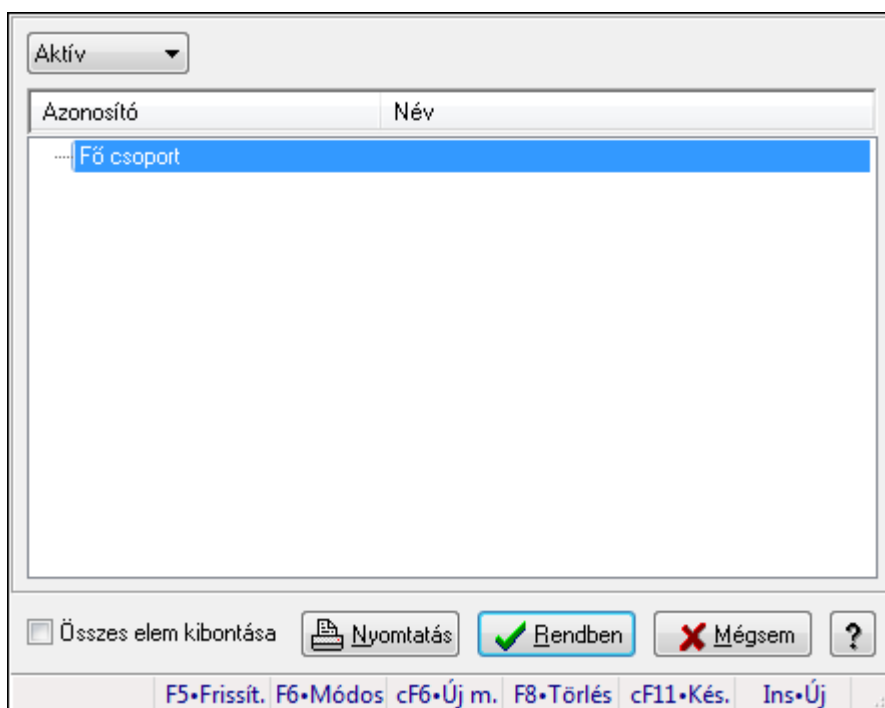 Aktív
Azonosító Név
Fő csoport
Összes elem kibontása Nyomtatás Rendben Mégsem ?
F5•Frissít. F6•Módos cF6•Új m. F8•Törlés cF11•Kés. Ins•Új